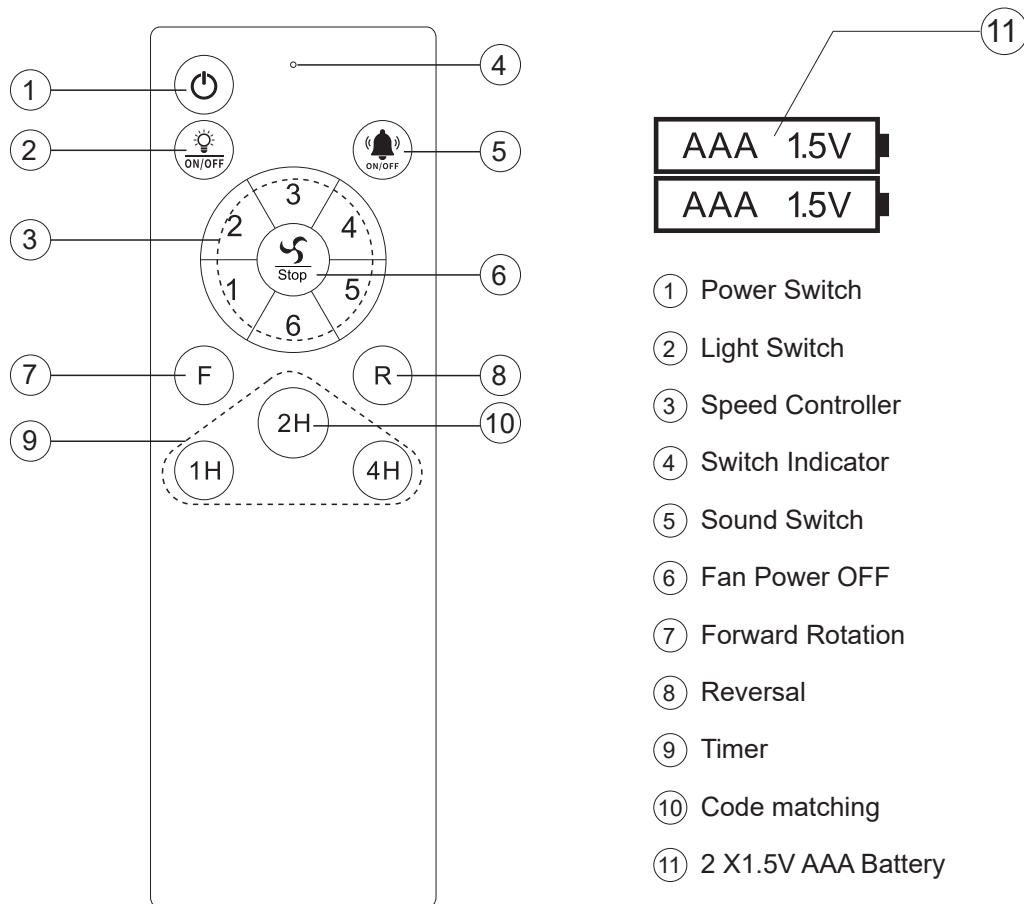 11
1
4
2
ON/OFF
ON/OFF
5
AAA 1.5V
AAA 1.5V
3
2
3
4
Stop
1
5
6
6
7
F
R
8
9
2H
10
1H
4H
1 Power Switch
2 Light Switch
3 Speed Controller
4 Switch Indicator
5 Sound Switch
6 Fan Power OFF
7 Forward Rotation
8 Reversal
9 Timer
10 Code matching
11 2 X1.5V AAA Battery